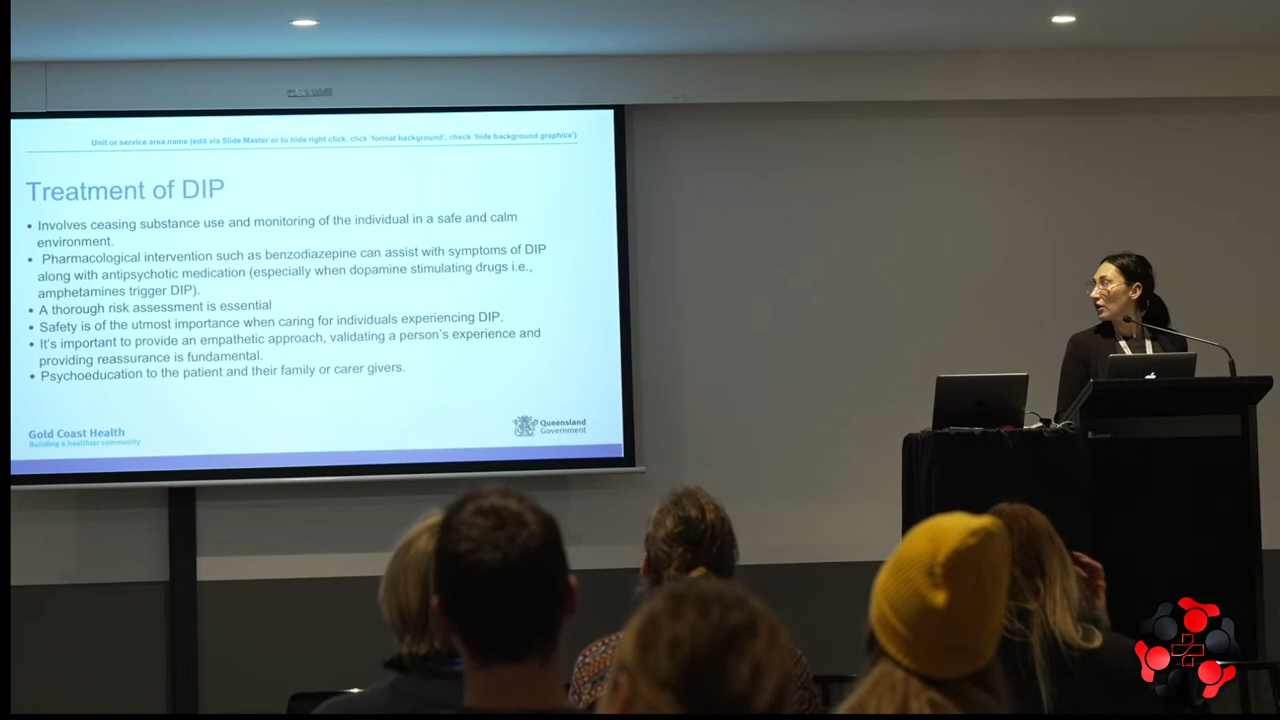 Unit or service area name (edit via Slide Master or to hide right click, click 'format background', check 'hide background graphics')
Treatment of DIP
• Involves ceasing substance use and monitoring of the individual in a safe and calm
environment.
• Pharmacological intervention such as benzodiazepine can assist with symptoms of DIP
along with antipsychotic medication (especially when dopamine stimulating drugs i.e.,
amphetamines trigger DIP).
• A thorough risk assessment is essential
• Safety is of the utmost importance when caring for individuals experiencing DIP.
• It's important to provide an empathetic approach, validating a person's experience and
providing reassurance is fundamental.
• Psychoeducation to the patient and their family or carer givers.
Gold Coast Health
Building a healthier community
Queensland
Government